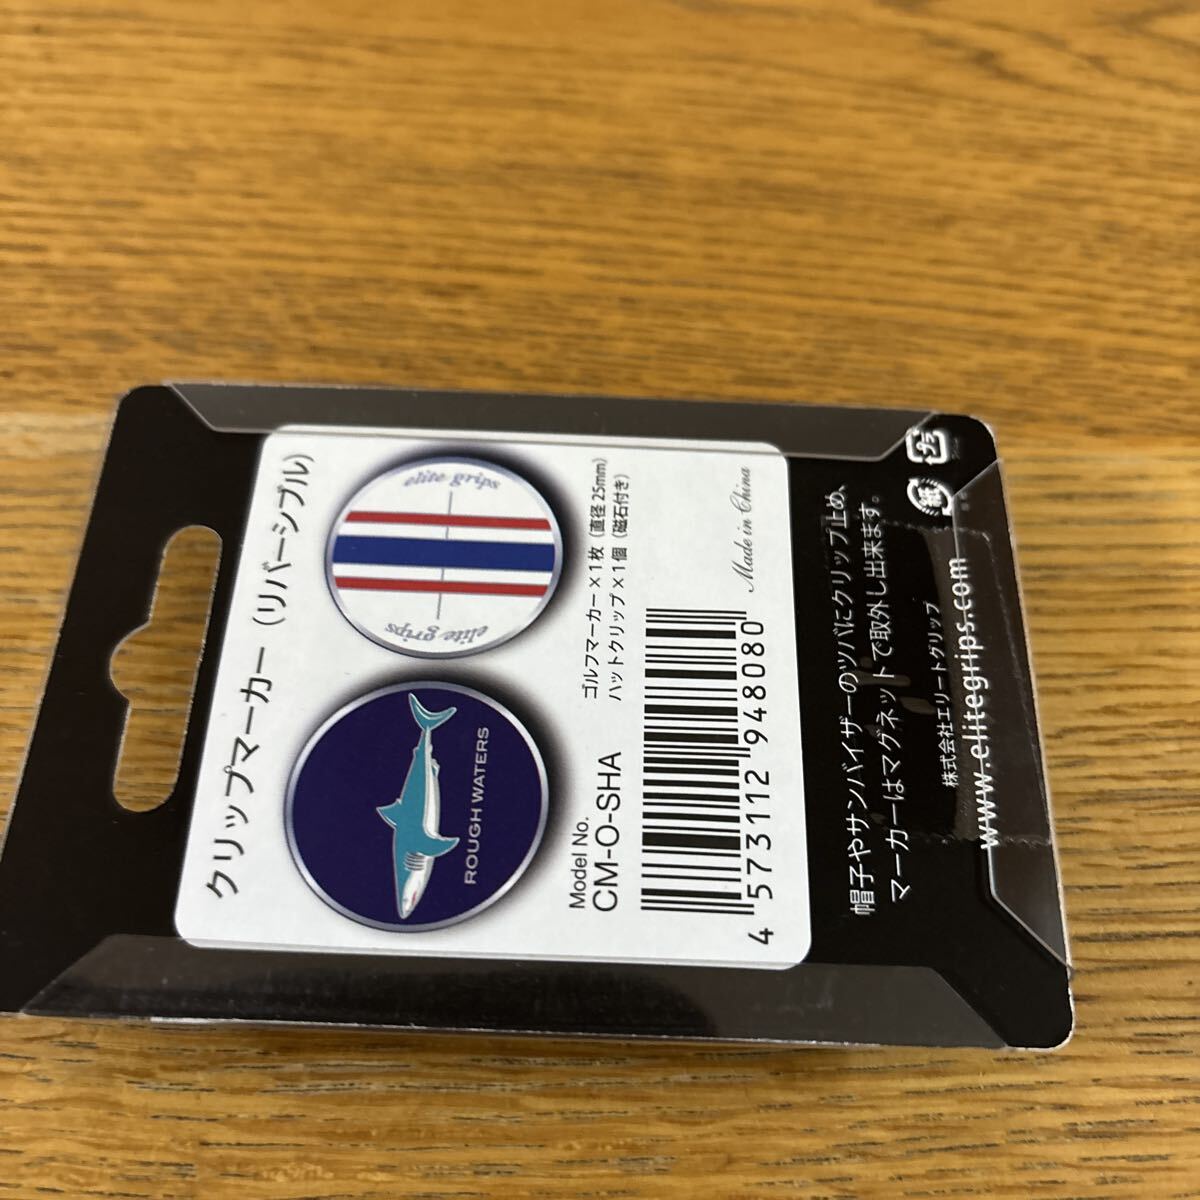 クリップマーカー（リバーシブル）
ROUGH WATERS
elite grips
elite grips
Model No.
CM-O-SHA
ゴルフマーカー×1枚（直径25mm）
ハットクリップ×1個（磁石付き）
4 573112 948080
Made in China
帽子やサンバイザーのツバにクリップ止め、
マーカーはマグネットで取外し出来ます。
株式会社エリートグリップ
www.elitegrips.com
紙
プラ